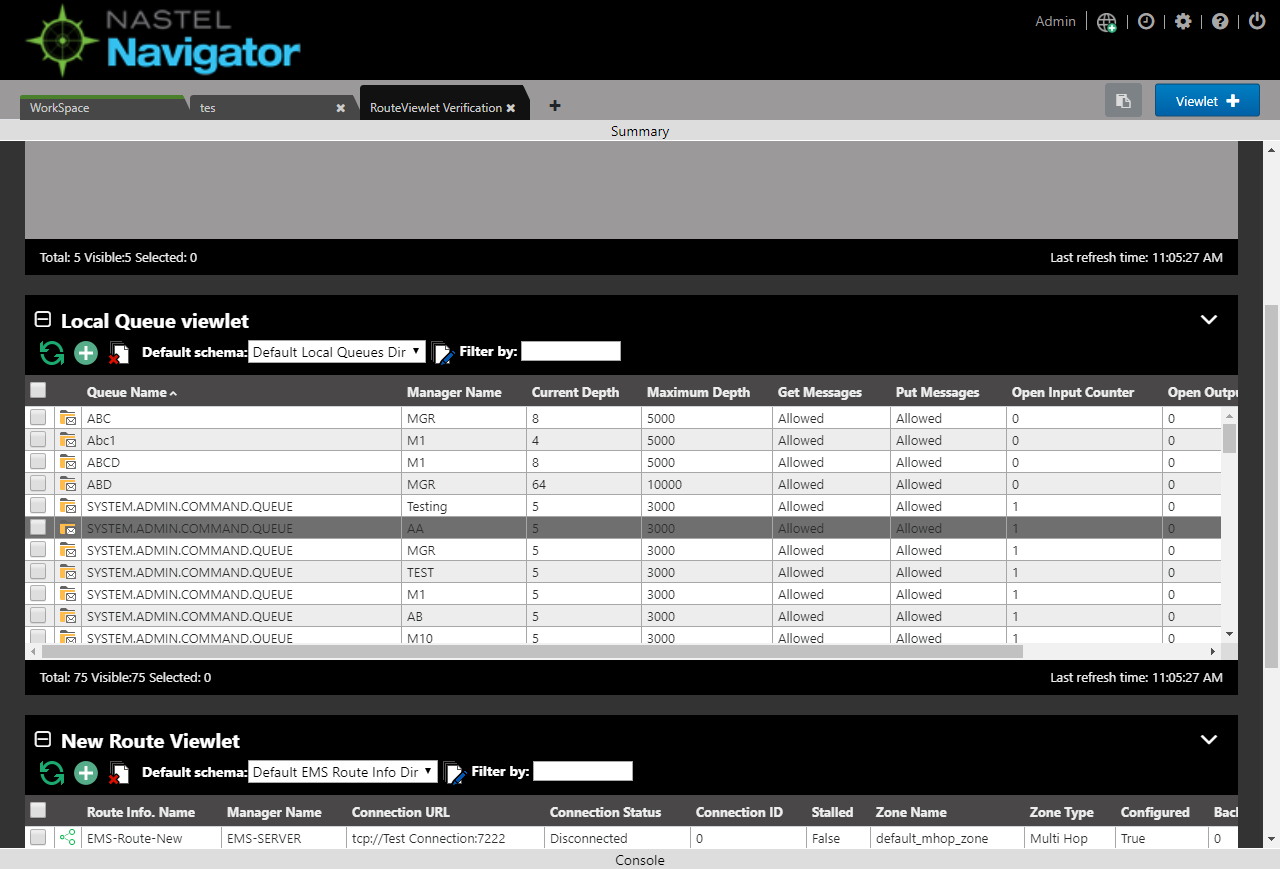 NASTEL
Navigator
Admin
WorkSpace
tes
RouteViewlet Verification
Viewlet
Summary
Total: 5 Visible:5 Selected: 0
Last refresh time: 11:05:27 AM
Local Queue viewlet
Default schema: Default Local Queues Dir Filter by:
Queue Name Manager Name Current Depth Maximum Depth Get Messages Put Messages Open Input Counter Open Outpu
ABC MGR 8 5000 Allowed Allowed 0 0
Abc1 M1 4 5000 Allowed Allowed 0 0
ABCD M1 8 5000 Allowed Allowed 0 0
ABD MGR 64 10000 Allowed Allowed 0 0
SYSTEM.ADMIN.COMMAND.QUEUE Testing 5 3000 Allowed Allowed 1 0
SYSTEM.ADMIN.COMMAND.QUEUE AA 5 3000 Allowed Allowed 1 0
SYSTEM.ADMIN.COMMAND.QUEUE MGR 5 3000 Allowed Allowed 1 0
SYSTEM.ADMIN.COMMAND.QUEUE TEST 5 3000 Allowed Allowed 1 0
SYSTEM.ADMIN.COMMAND.QUEUE M1 5 3000 Allowed Allowed 1 0
SYSTEM.ADMIN.COMMAND.QUEUE AB 5 3000 Allowed Allowed 1 0
SYSTEM.ADMIN.COMMAND.QUEUE M10 5 3000 Allowed Allowed 1 0
Total: 75 Visible:75 Selected: 0
Last refresh time: 11:05:27 AM
New Route Viewlet
Default schema: Default EMS Route Info Dir Filter by:
Route Info. Name Manager Name Connection URL Connection Status Connection ID Stalled Zone Name Zone Type Configured Bac
EMS-Route-New EMS-SERVER tcp://Test Connection:7222 Disconnected 0 False default_mhop_zone Multi Hop True 0
Console